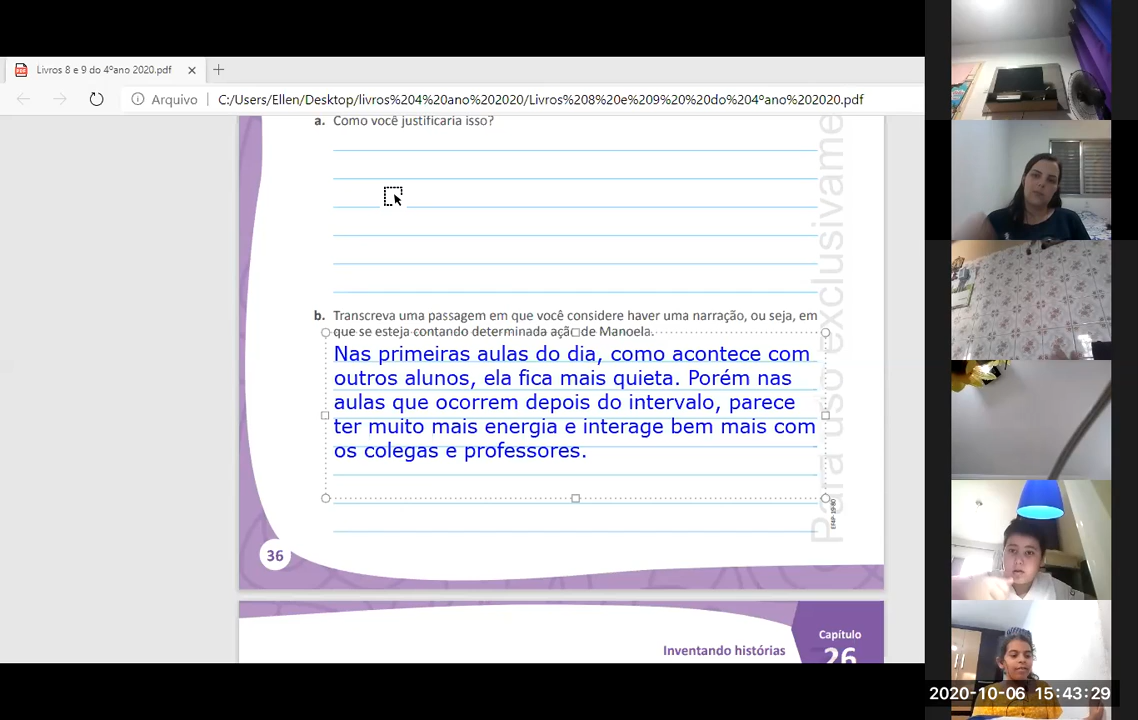 Livros 8 e 9 do 4ºano 2020.pdf
Arquivo C:/Users/Ellen/Desktop/livros%204%20ano%202020/Livros%208%20e%209%20%20do%204ºano%202020.pdf
a. Como você justificaria isso?
b. Transcreva uma passagem em que você considere haver uma narração, ou seja, em
que se esteja contando determinada ação de Manoela.
Nas primeiras aulas do dia, como acontece com
outros alunos, ela fica mais quieta. Porém nas
aulas que ocorrem depois do intervalo, parece
ter muito mais energia e interage bem mais com
os colegas e professores.
Para uso exclusivame
36
Capítulo
Inventando histórias
26
2020-10-06 15:43:29